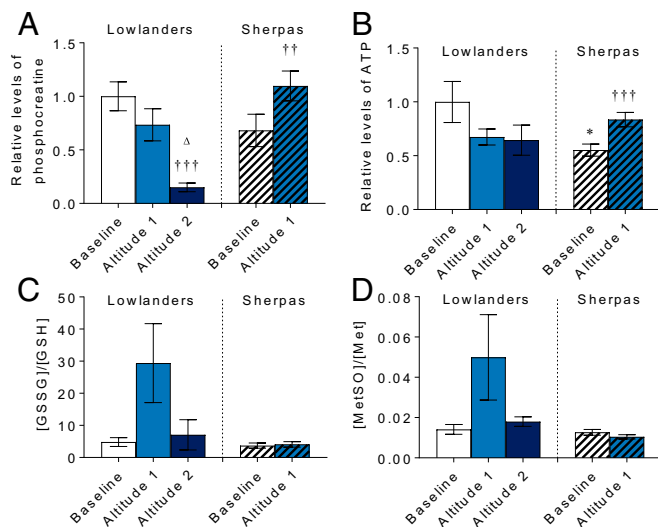 A
Lowlanders Sherpas
Relative levels of
phosphocreatine
1.5
1.0
0.5
0.0
Δ
†††
††
Baseline
Altitude 1
Altitude 2
Baseline
Altitude 1
B
Lowlanders Sherpas
Relative levels of ATP
1.5
1.0
0.5
0.0
*
†††
Baseline
Altitude 1
Altitude 2
Baseline
Altitude 1
C
Lowlanders Sherpas
[GSSG]/[GSH]
50
40
30
20
10
0
Baseline
Altitude 1
Altitude 2
Baseline
Altitude 1
D
Lowlanders Sherpas
[MetSO]/[Met]
0.08
0.06
0.04
0.02
0.00
Baseline
Altitude 1
Altitude 2
Baseline
Altitude 1